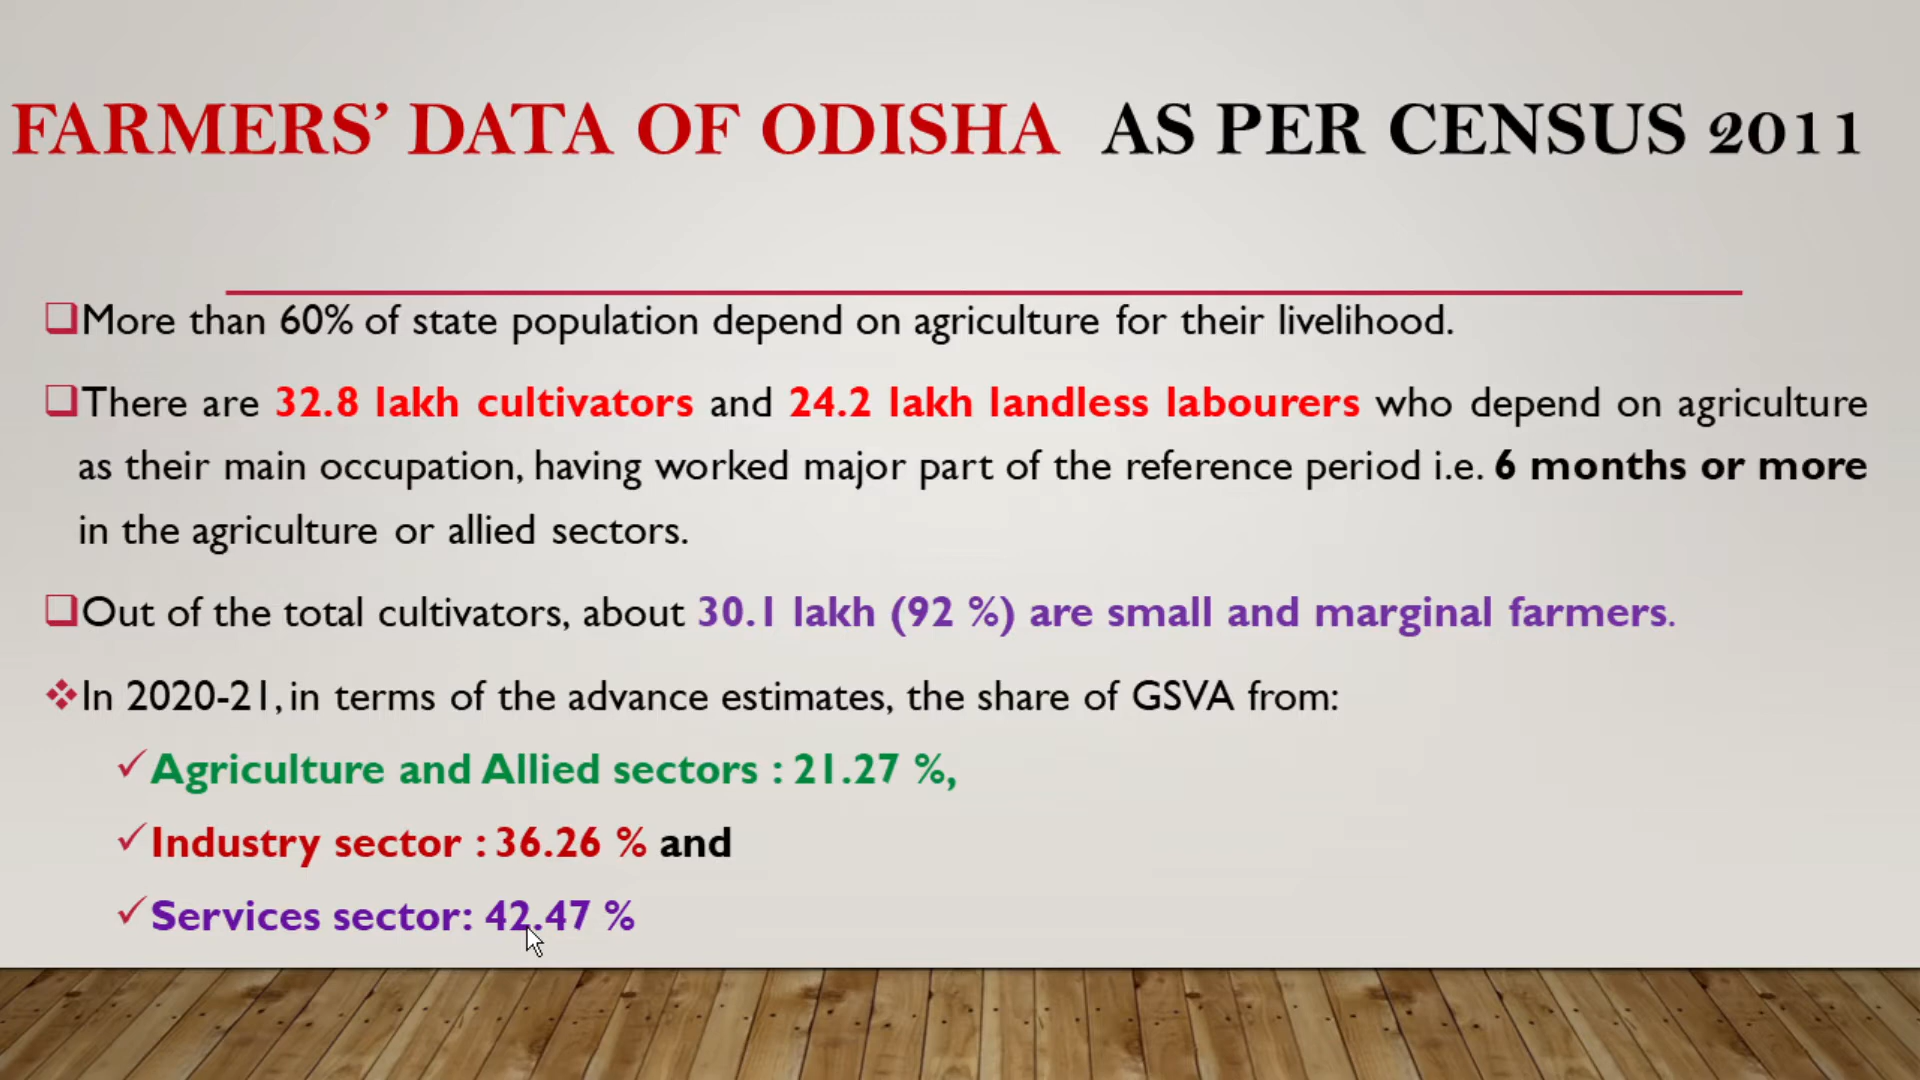 FARMERS' DATA OF ODISHA AS PER CENSUS 2011
More than 60% of state population depend on agriculture for their livelihood.
There are 32.8 lakh cultivators and 24.2 lakh landless labourers who depend on agriculture
as their main occupation, having worked major part of the reference period i.e. 6 months or more
in the agriculture or allied sectors.
Out of the total cultivators, about 30.1 lakh (92 %) are small and marginal farmers.
In 2020-21, in terms of the advance estimates, the share of GSVA from:
Agriculture and Allied sectors : 21.27 %,
Industry sector : 36.26 % and
Services sector: 42.47 %